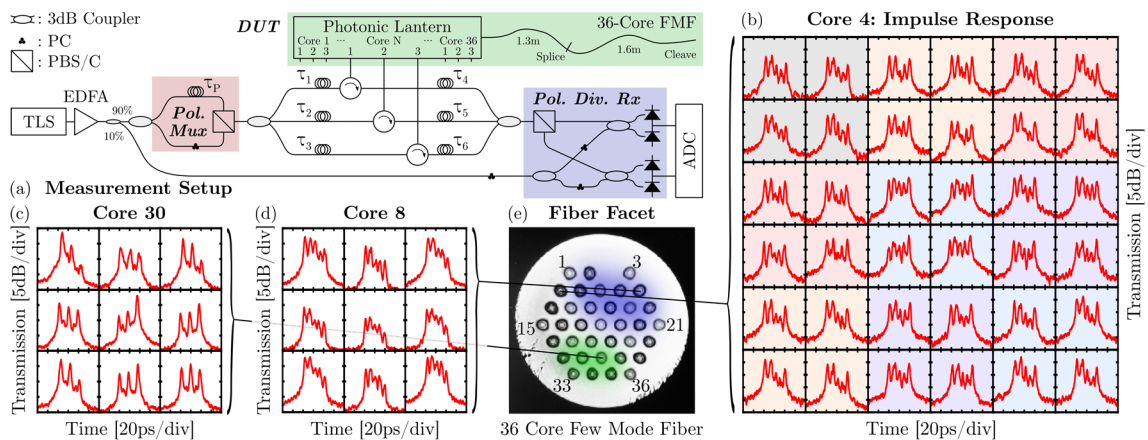 : 3dB Coupler
: PC
: PBS/C
DUT
Photonic Lantern
Core 1 ··· Core N ··· Core 36
1 2 3 1 2 3 1 2 3
36-Core FMF
1.3m
Splice
1.6m
Cleave
TLS
EDFA
90%
10%
τP
Pol.
Mux
τ1
τ2
τ3
τ4
τ5
τ6
Pol. Div. Rx
ADC
(a) Measurement Setup
(b) Core 4: Impulse Response
Transmission [5dB/div]
Time [20ps/div]
(c) Core 30
Transmission [5dB/div]
Time [20ps/div]
(d) Core 8
Transmission [5dB/div]
Time [20ps/div]
(e) Fiber Facet
1 3
15 21
33 36
36 Core Few Mode Fiber